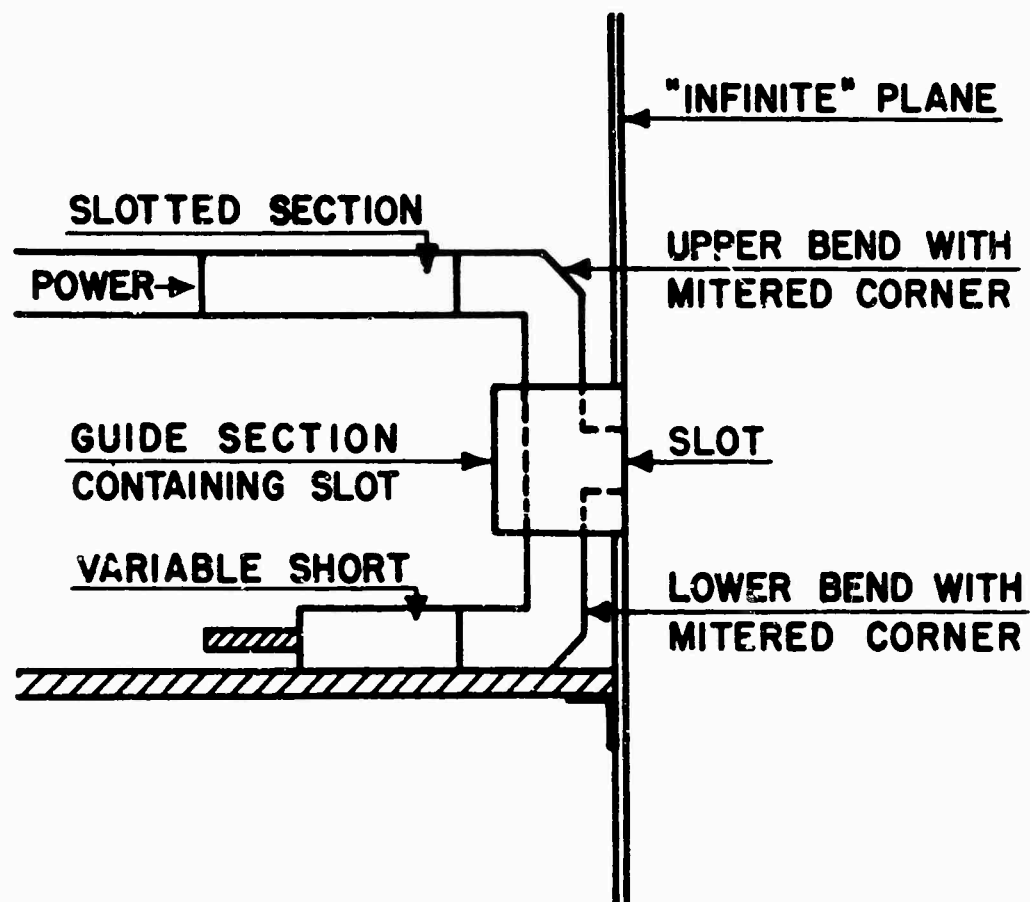 "INFINITE" PLANE
SLOTTED SECTION
UPPER BEND WITH
MITERED CORNER
POWER
GUIDE SECTION
CONTAINING SLOT
SLOT
VARIABLE SHORT
LOWER BEND WITH
MITERED CORNER